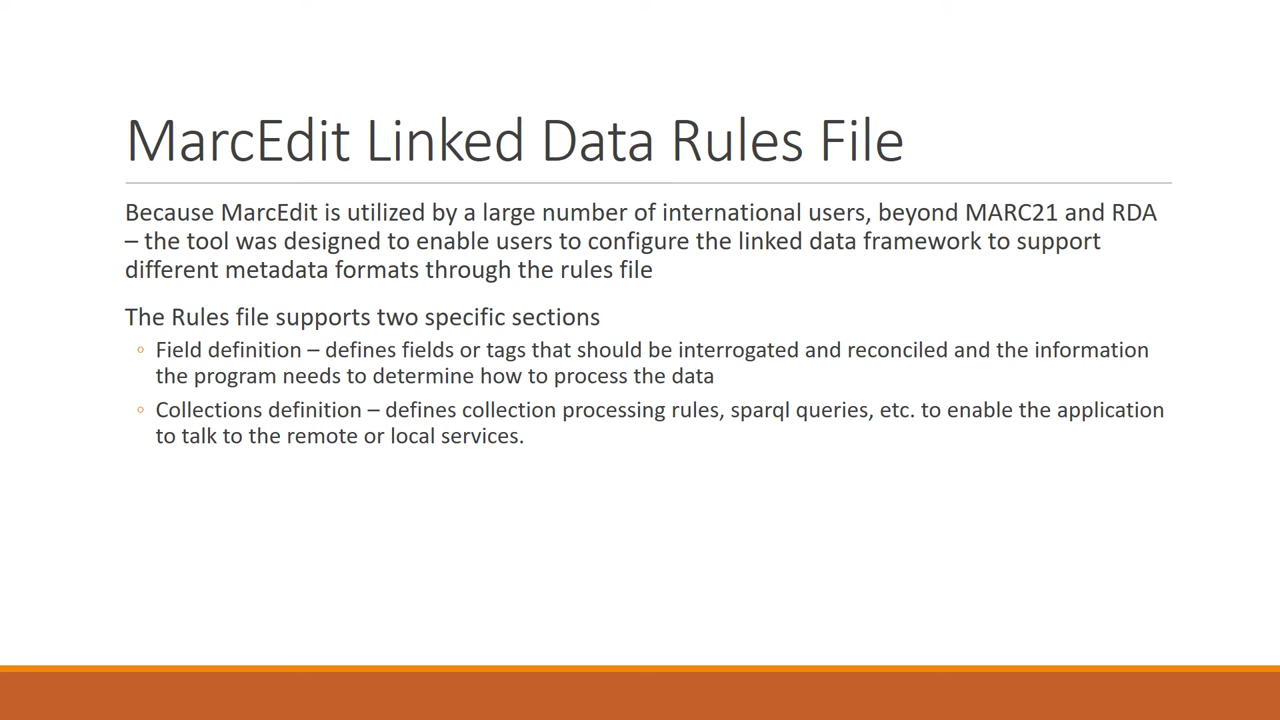 MarcEdit Linked Data Rules File
Because MarcEdit is utilized by a large number of international users, beyond MARC21 and RDA
– the tool was designed to enable users to configure the linked data framework to support
different metadata formats through the rules file
The Rules file supports two specific sections
◦ Field definition – defines fields or tags that should be interrogated and reconciled and the information
the program needs to determine how to process the data
◦ Collections definition – defines collection processing rules, sparql queries, etc. to enable the application
to talk to the remote or local services.